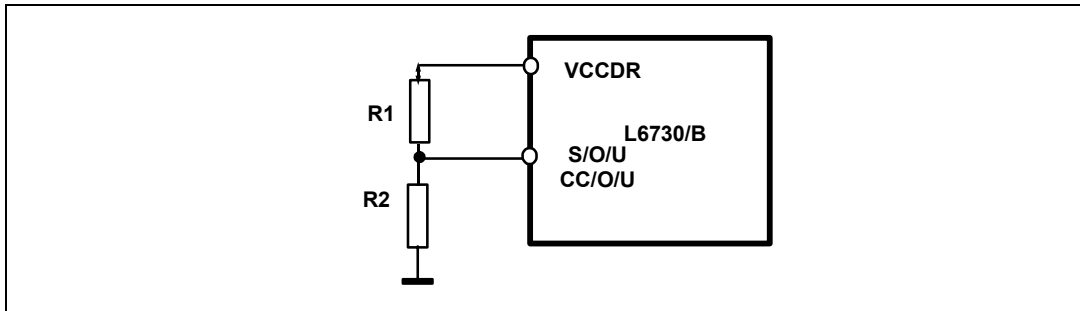 VCCDR
R1
L6730/B
S/O/U
CC/O/U
R2